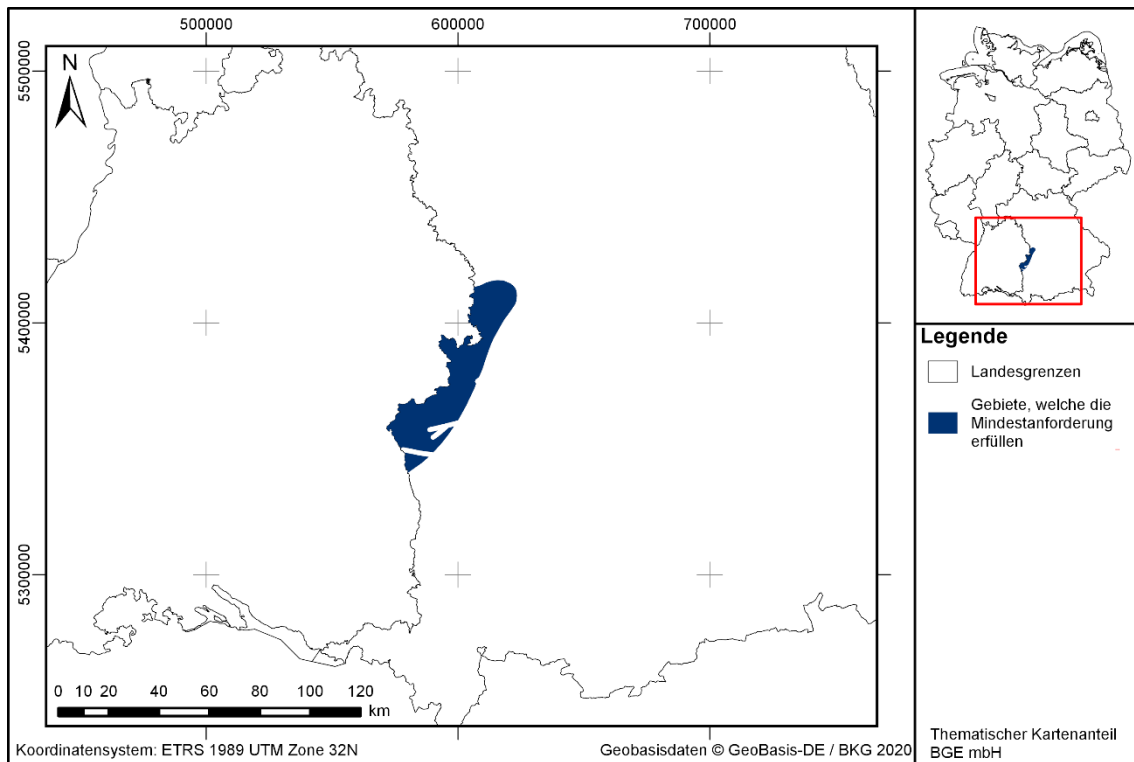 500000
600000
700000
5500000
5400000
5300000
N
0 10 20 40 60 80 100 120
km
Koordinatensystem: ETRS 1989 UTM Zone 32N
Geobasisdaten © GeoBasis-DE / BKG 2020
Legende
Landesgrenzen
Gebiete, welche die
Mindestanforderung
erfüllen
Thematischer Kartenanteil
BGE mbH